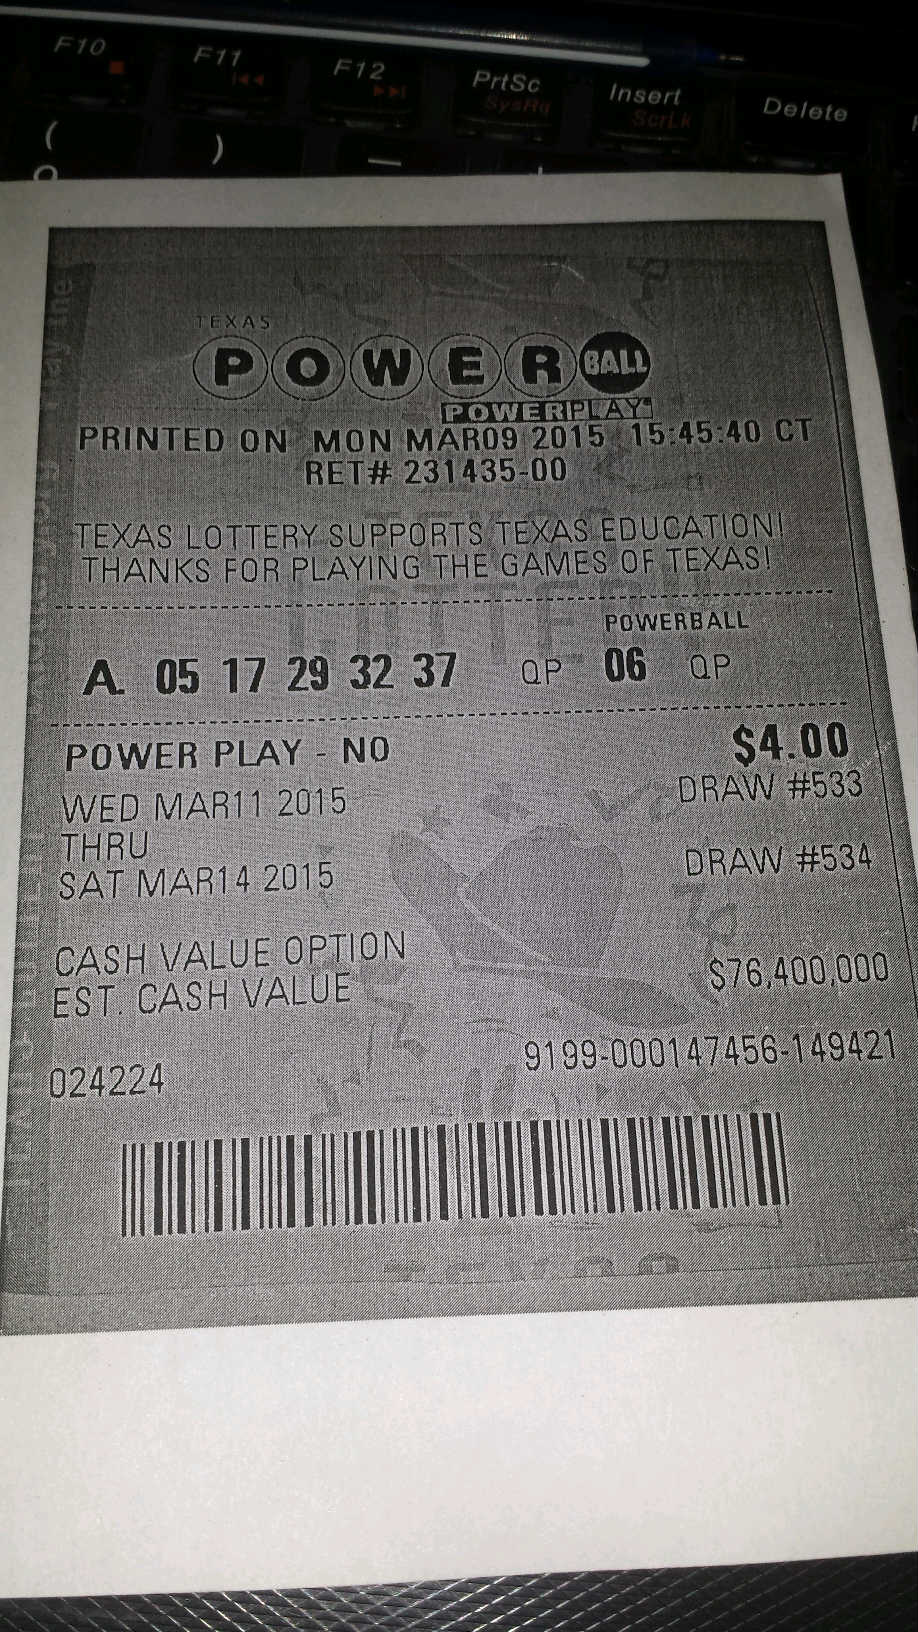 F10 F11 F12 PrtSc SysRq Insert ScrLk Delete
( ) _
TEXAS
POWERBALL
POWERPLAY
PRINTED ON MON MAR09 2015 15:45:40 CT
RET# 231435-00
TEXAS LOTTERY SUPPORTS TEXAS EDUCATION!
THANKS FOR PLAYING THE GAMES OF TEXAS!
POWERBALL
A. 05 17 29 32 37 QP 06 QP
POWER PLAY - NO $4.00
WED MAR11 2015 DRAW #533
THRU
SAT MAR14 2015 DRAW #534
CASH VALUE OPTION
EST. CASH VALUE $76,400,000
024224 9199-000147456-149421